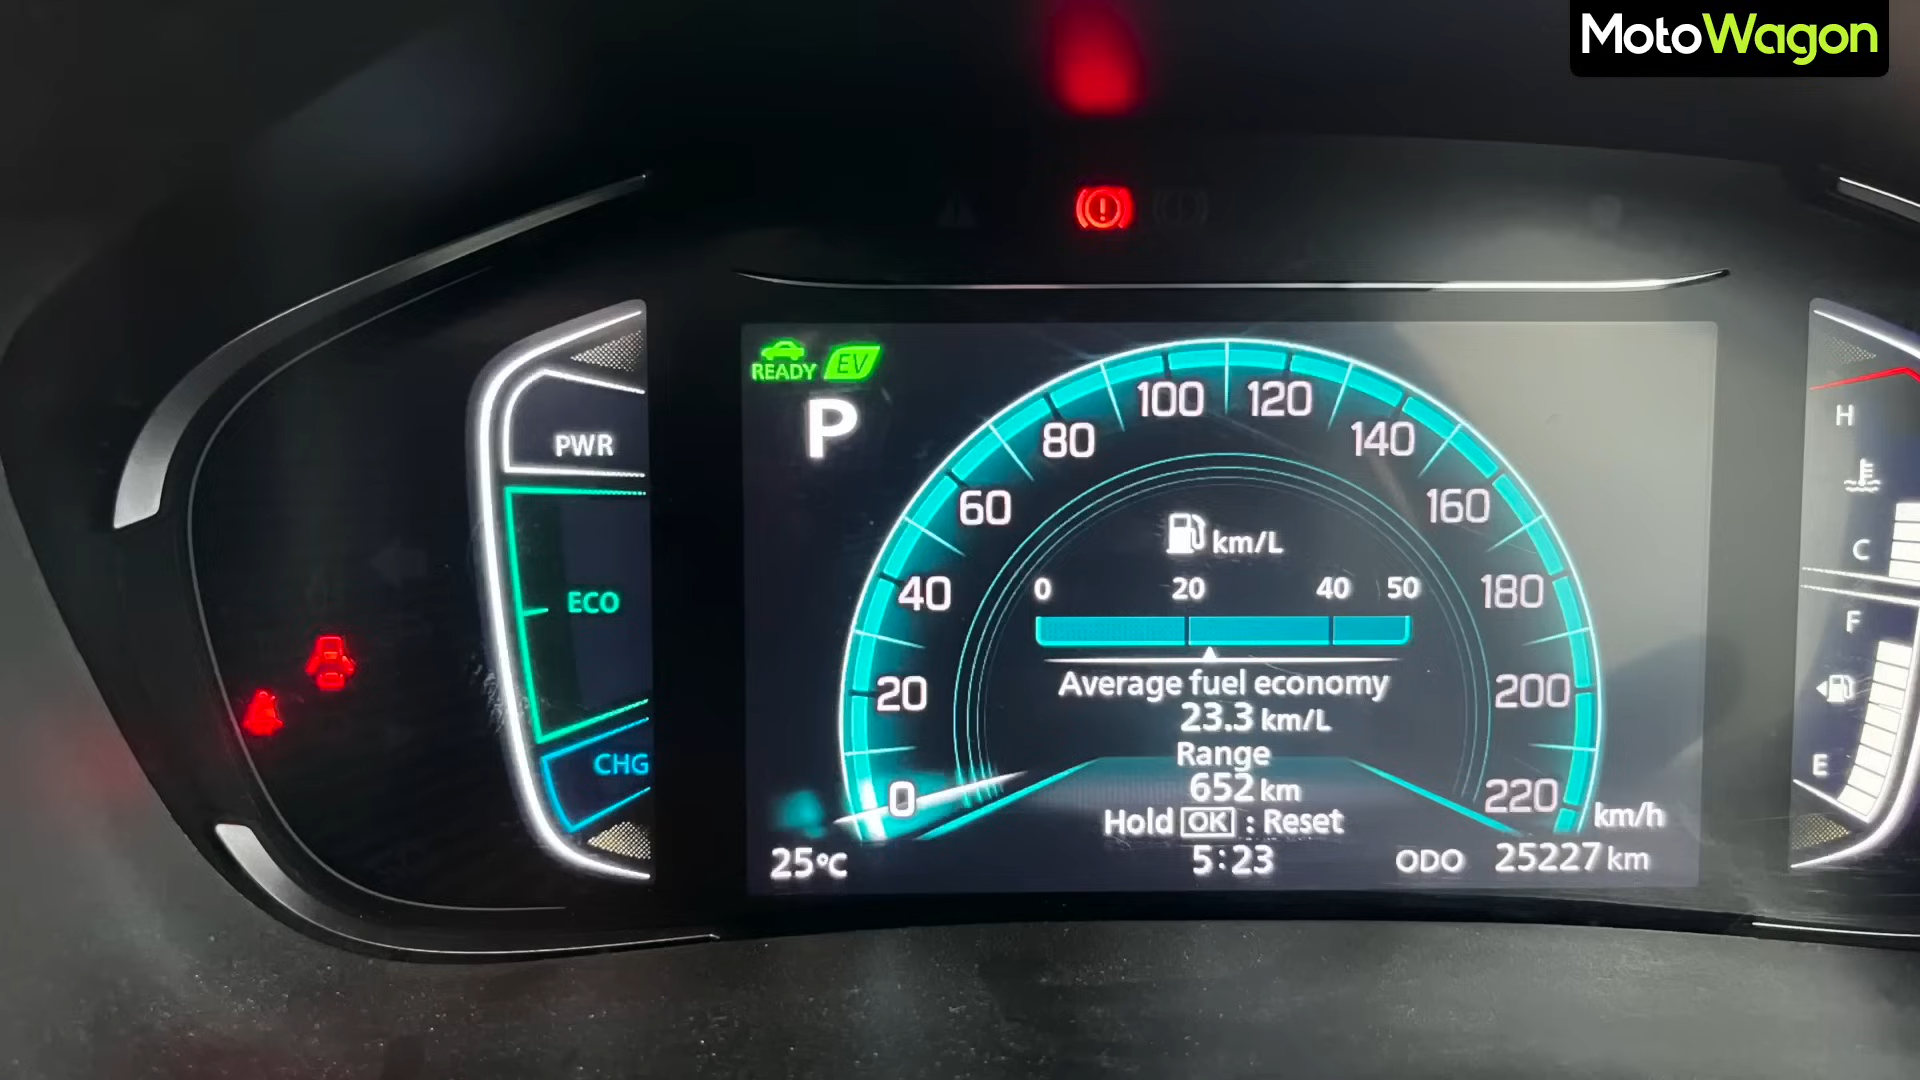 MotoWagon
READY EV
P
PWR
ECO
CHG
0 20 40 60 80 100 120 140 160 180 200 220
km/h
km/L
0 20 40 50
Average fuel economy
23.3 km/L
Range
652 km
Hold OK : Reset
25°C 5:23 ODO 25227 km
H
C
F
E